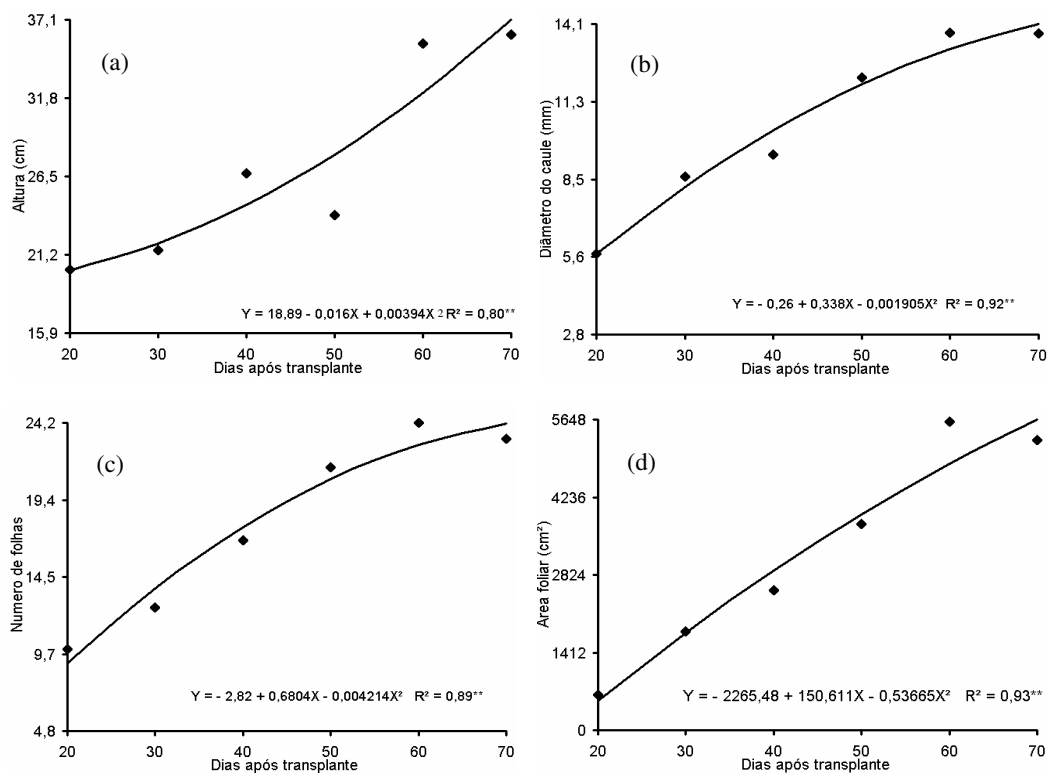 37,1
31,8
26,5
21,2
15,9
Altura (cm)
(a)
Y = 18,89 - 0,016X + 0,00394X 2 R² = 0,80**
20 30 40 50 60 70
Dias após transplante
14,1
11,3
8,5
5,6
2,8
Diâmetro do caule (mm)
(b)
Y = - 0,26 + 0,338X - 0,001905X² R² = 0,92**
20 30 40 50 60 70
Dias após transplante
24,2
19,4
14,5
9,7
4,8
Numero de folhas
(c)
Y = - 2,82 + 0,6804X - 0,004214X² R² = 0,89**
20 30 40 50 60 70
Dias após transplante
5648
4236
2824
1412
0
Area foliar (cm²)
(d)
Y = - 2265,48 + 150,611X - 0,53665X² R² = 0,93**
20 30 40 50 60 70
Dias após transplante